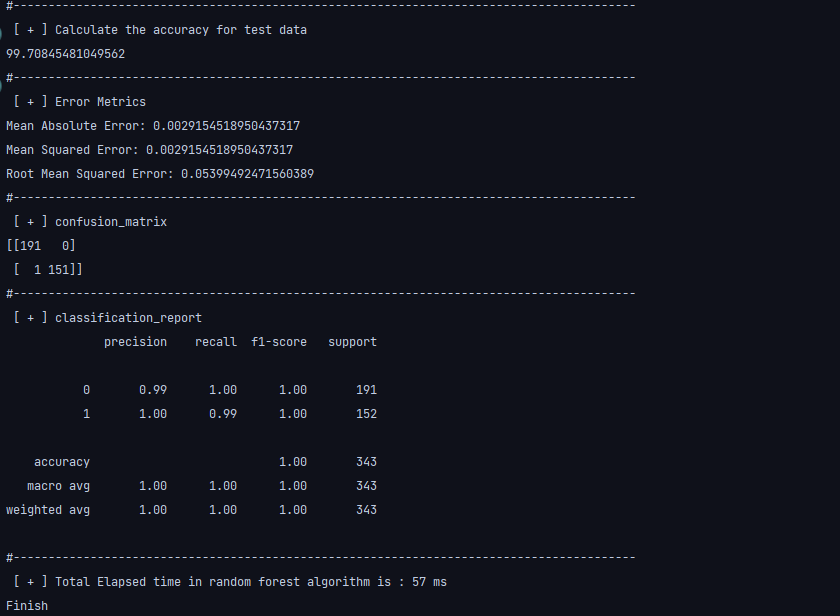 #-----------------------------------------------------------------------------------------
[ + ] Calculate the accuracy for test data
99.70845481049562
#-----------------------------------------------------------------------------------------
[ + ] Error Metrics
Mean Absolute Error: 0.0029154518950437317
Mean Squared Error: 0.0029154518950437317
Root Mean Squared Error: 0.05399492471560389
#-----------------------------------------------------------------------------------------
[ + ] confusion_matrix
[[191   0]
 [  1 151]]
#-----------------------------------------------------------------------------------------
[ + ] classification_report
              precision    recall  f1-score   support
           0       0.99      1.00      1.00       191
           1       1.00      0.99      1.00       152
    accuracy                           1.00       343
   macro avg       1.00      1.00      1.00       343
weighted avg       1.00      1.00      1.00       343
#-----------------------------------------------------------------------------------------
[ + ] Total Elapsed time in random forest algorithm is : 57 ms
Finish